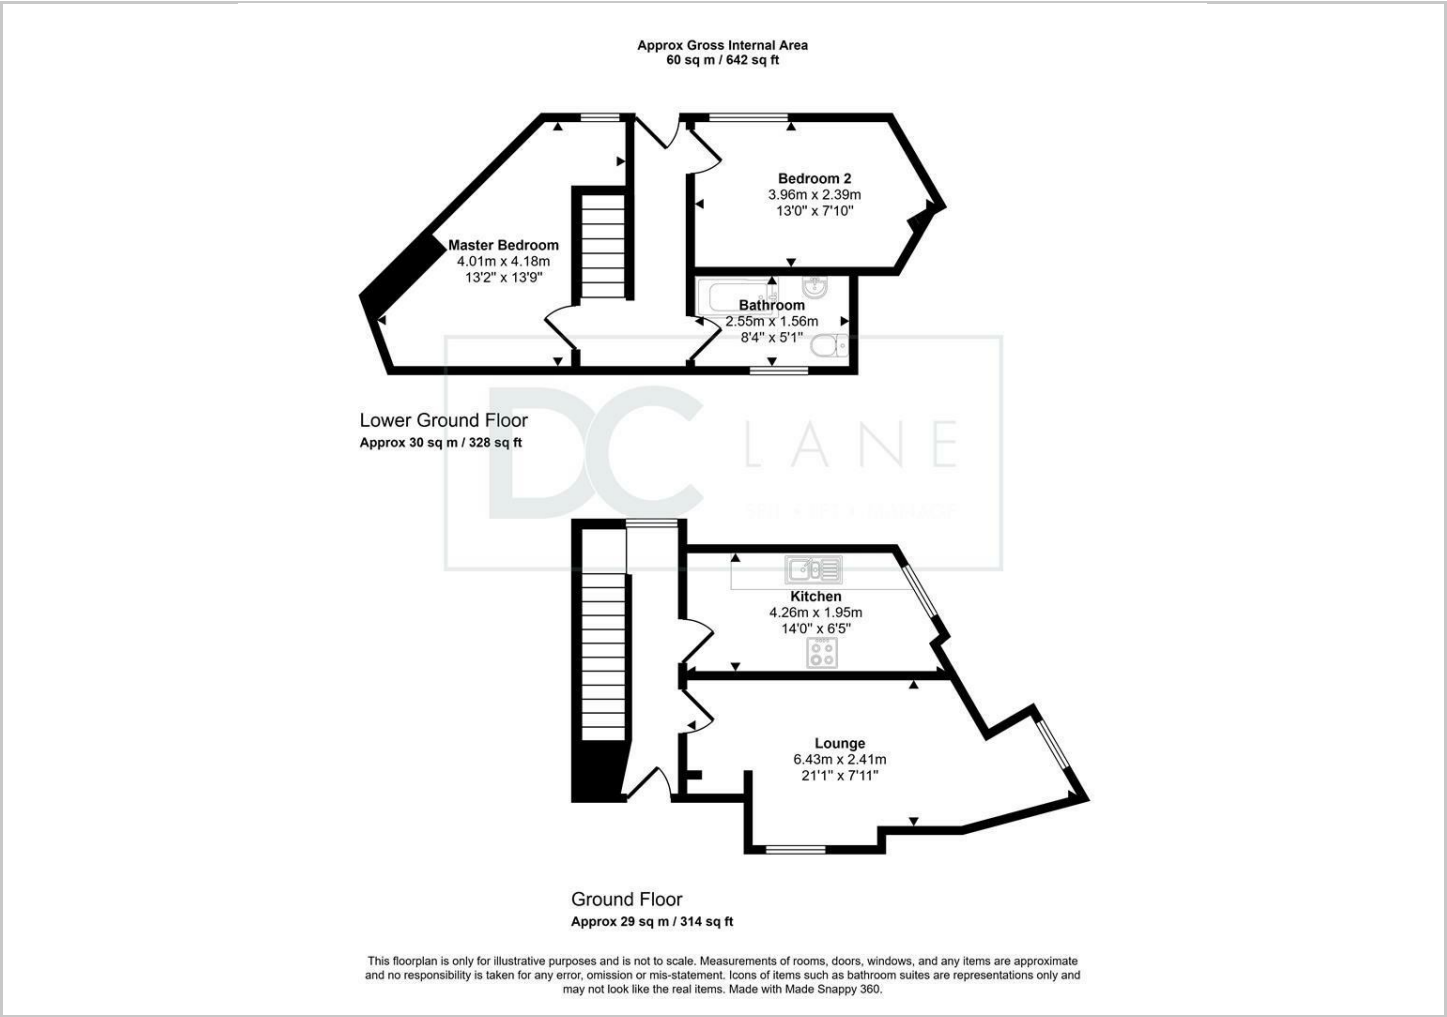 Approx Gross Internal Area
60 sq m / 642 sq ft
Bedroom 2
3.96m x 2.39m
13'0" x 7'10"
Master Bedroom
4.01m x 4.18m
13'2" x 13'9"
Bathroom
2.55m x 1.56m
8'4" x 5'1"
Lower Ground Floor
Approx 30 sq m / 328 sq ft
DC LANE
SELL • LET • MANAGE
Kitchen
4.26m x 1.95m
14'0" x 6'5"
Lounge
6.43m x 2.41m
21'1" x 7'11"
Ground Floor
Approx 29 sq m / 314 sq ft
This floorplan is only for illustrative purposes and is not to scale. Measurements of rooms, doors, windows, and any items are approximate
and no responsibility is taken for any error, omission or mis-statement. Icons of items such as bathroom suites are representations only and
may not look like the real items. Made with Made Snappy 360.